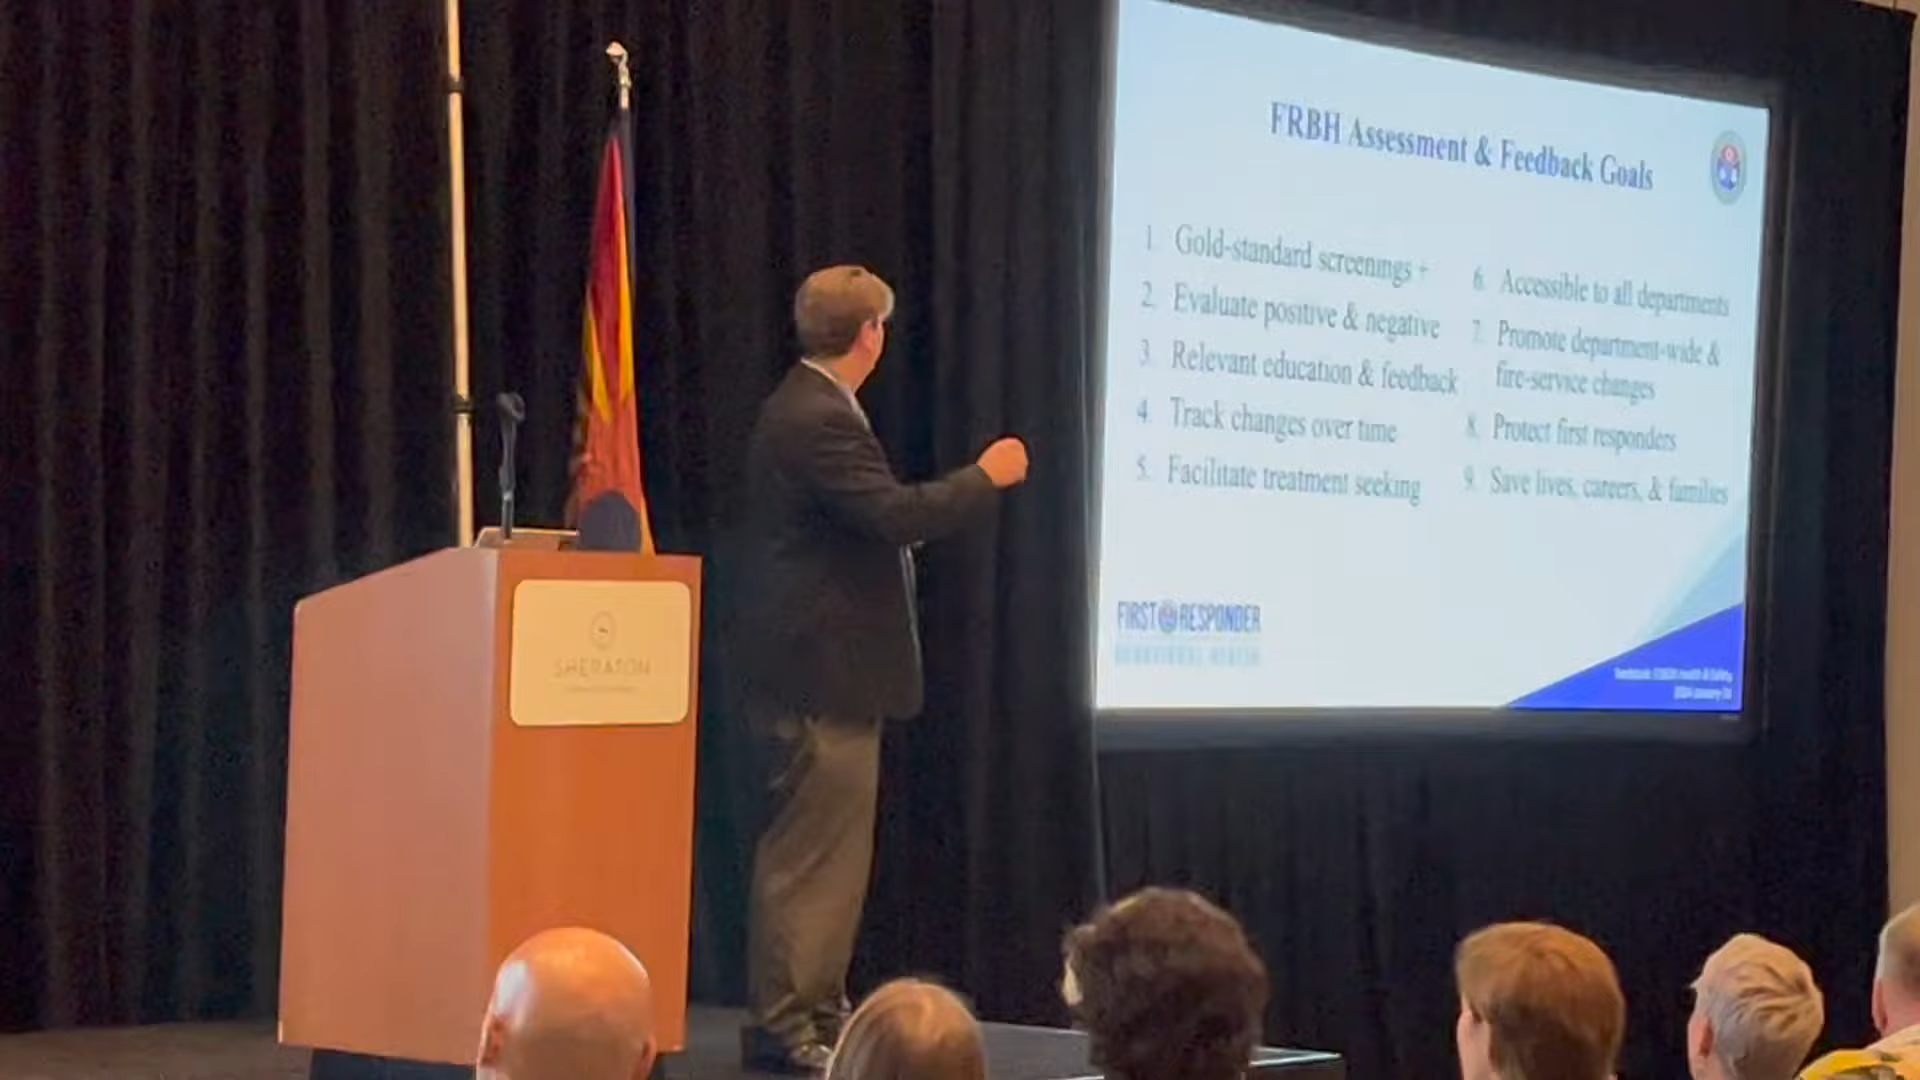 FRBH Assessment & Feedback Goals
1. Gold-standard screenings +
2. Evaluate positive & negative
3. Relevant education & feedback
4. Track changes over time
5. Facilitate treatment seeking
6. Accessible to all departments
7. Promote department-wide &
fire-service changes
8. Protect first responders
9. Save lives, careers, & families
FIRST RESPONDER
BEHAVIORAL HEALTH
SHERATON